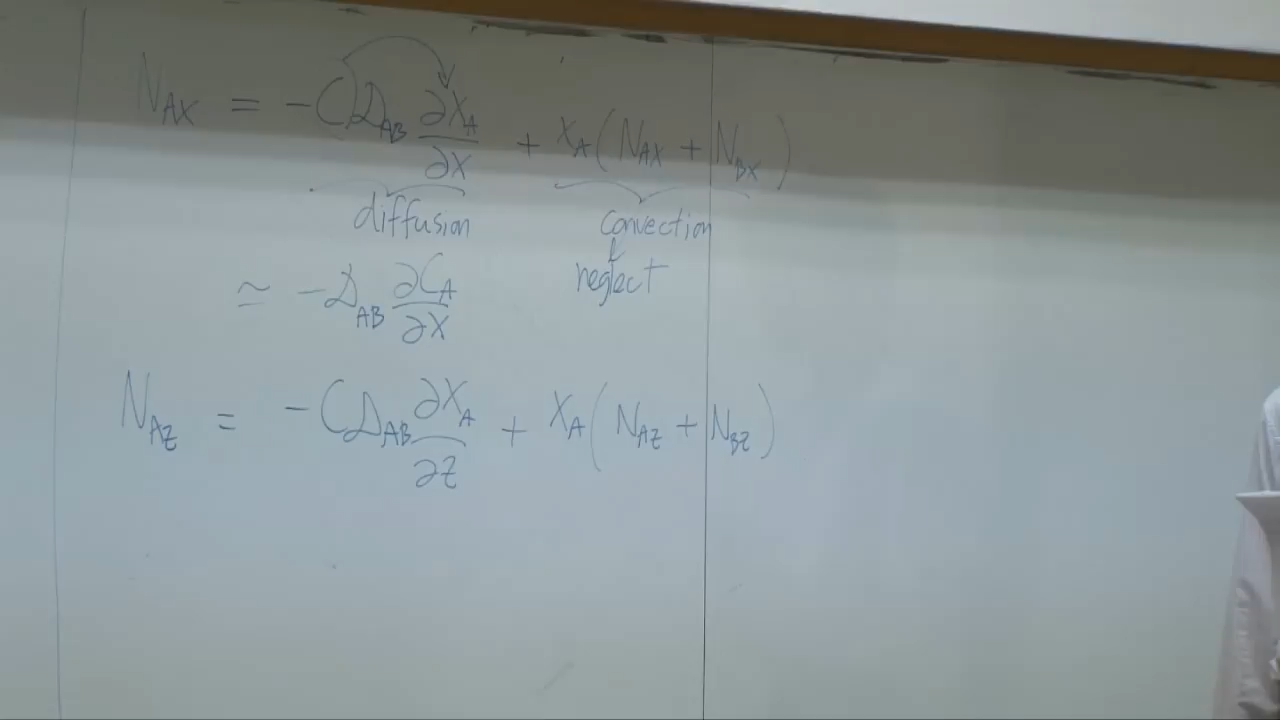 N_AX = -C𝒟_AB ∂X_A/∂X + X_A(N_AX + N_BX)
diffusion convection
neglect
≃ -𝒟_AB ∂C_A/∂X
N_AZ = -C𝒟_AB ∂X_A/∂Z + X_A(N_AZ + N_BZ)